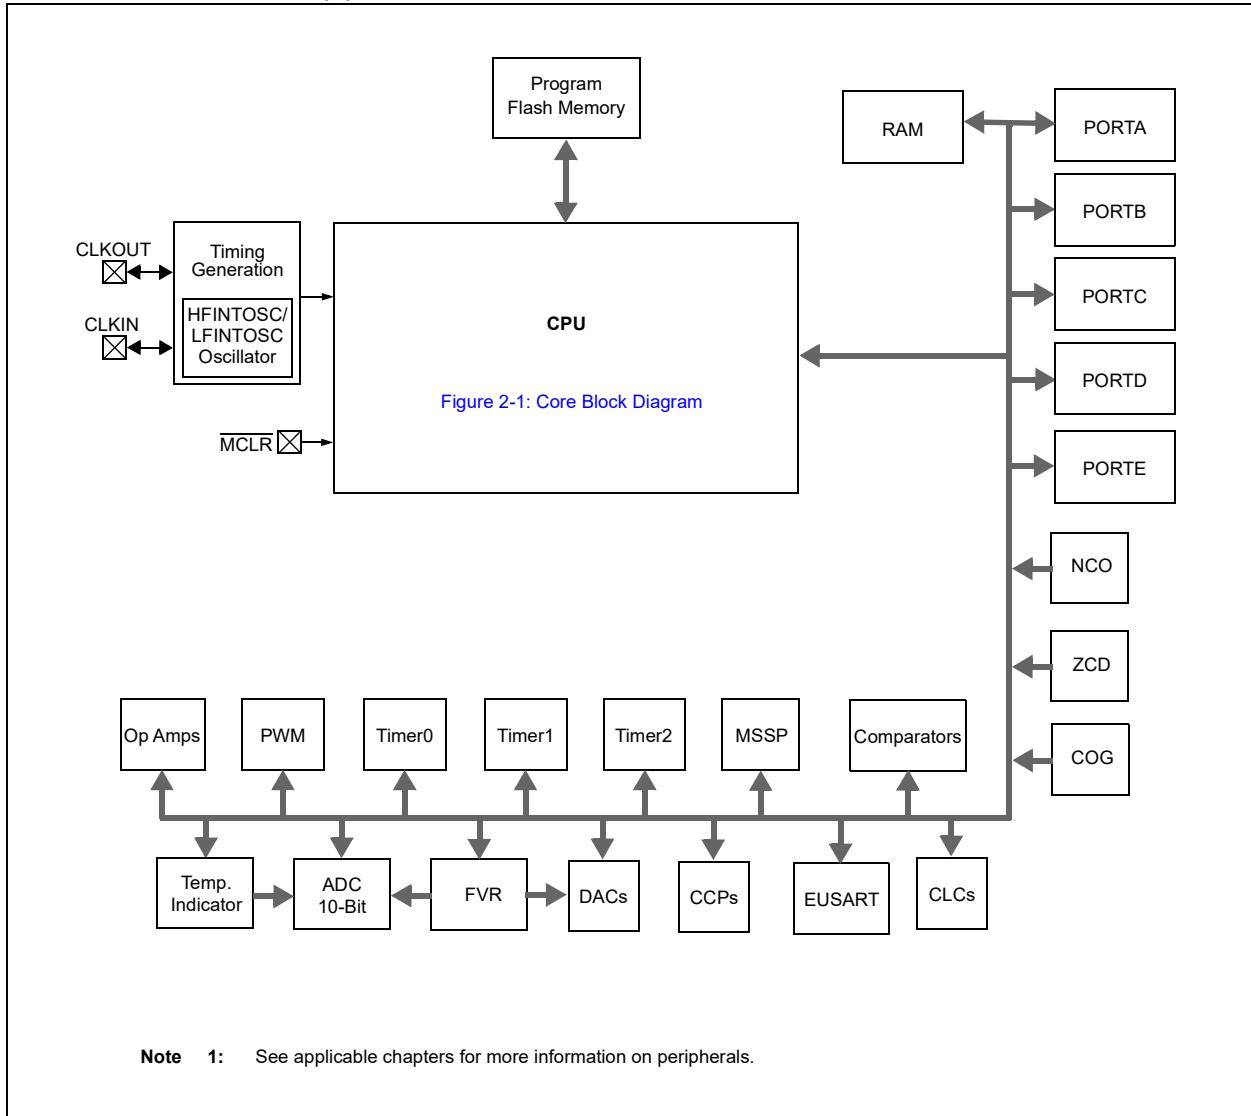 Program
Flash Memory
RAM
PORTA
PORTB
CLKOUT
Timing
Generation
HFINTOSC/
LFINTOSC
Oscillator
CLKIN
CPU
PORTC
Figure 2-1: Core Block Diagram
PORTD
MCLR
PORTE
NCO
ZCD
COG
Op Amps
PWM
Timer0
Timer1
Timer2
MSSP
Comparators
Temp.
Indicator
ADC
10-Bit
FVR
DACs
CCPs
EUSART
CLCs
Note 1: See applicable chapters for more information on peripherals.